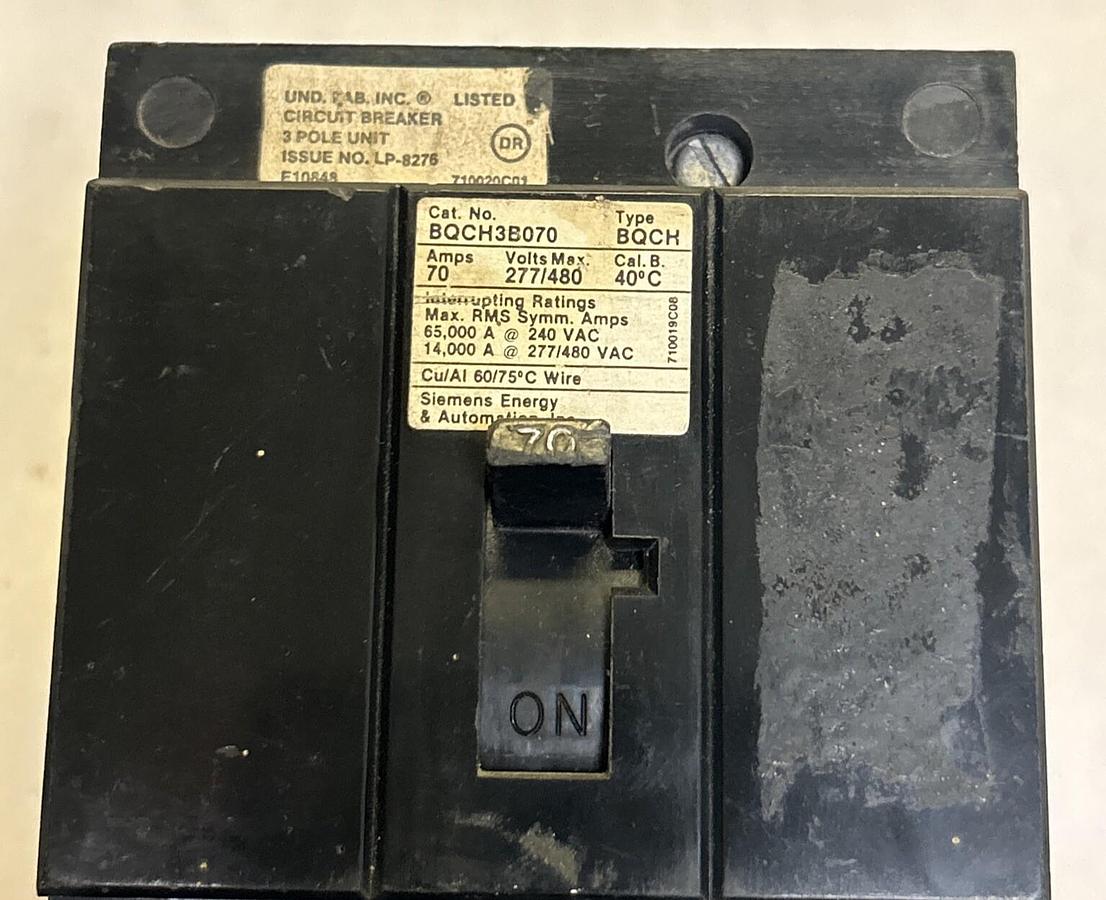 UND. LAB. INC. ® LISTED
CIRCUIT BREAKER
3 POLE UNIT DR
ISSUE NO. LP-8276
E10848 710020C01
Cat. No. Type
BQCH3B070 BQCH
Amps Volts Max. Cal. B.
70 277/480 40°C
Interrupting Ratings
Max. RMS Symm. Amps
65,000 A @ 240 VAC
14,000 A @ 277/480 VAC
710019C08
Cu/Al 60/75°C Wire
Siemens Energy
& Automation, Inc.
70
ON